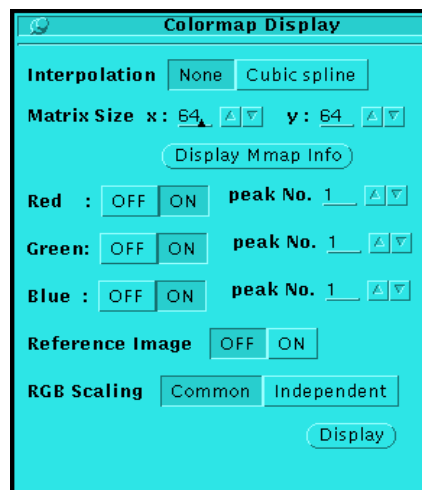 Colormap Display
Interpolation None Cubic spline
Matrix Size x: 64 y: 64
Display Mmap Info
Red : OFF ON peak No. 1
Green: OFF ON peak No. 1
Blue : OFF ON peak No. 1
Reference Image OFF ON
RGB Scaling Common Independent
Display